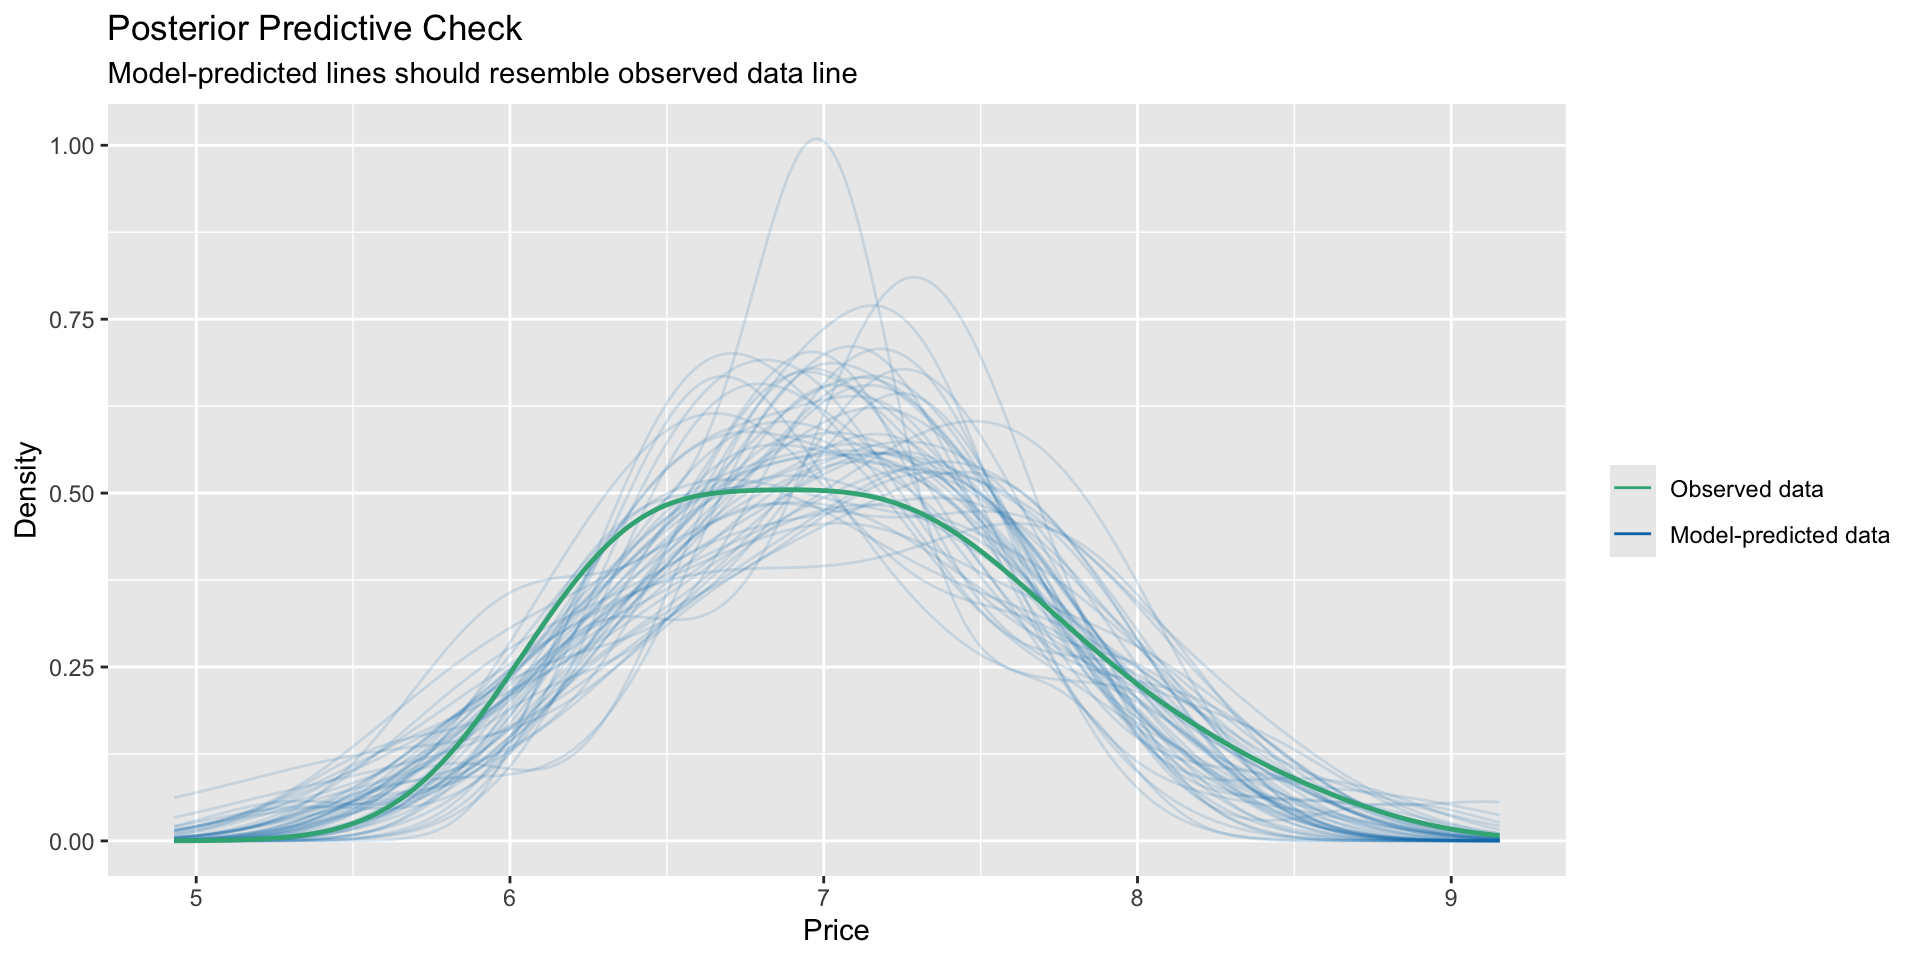 Posterior Predictive Check
Model-predicted lines should resemble observed data line
1.00
0.75
0.50
0.25
0.00
Density
5 6 7 8 9
Price
Observed data
Model-predicted data